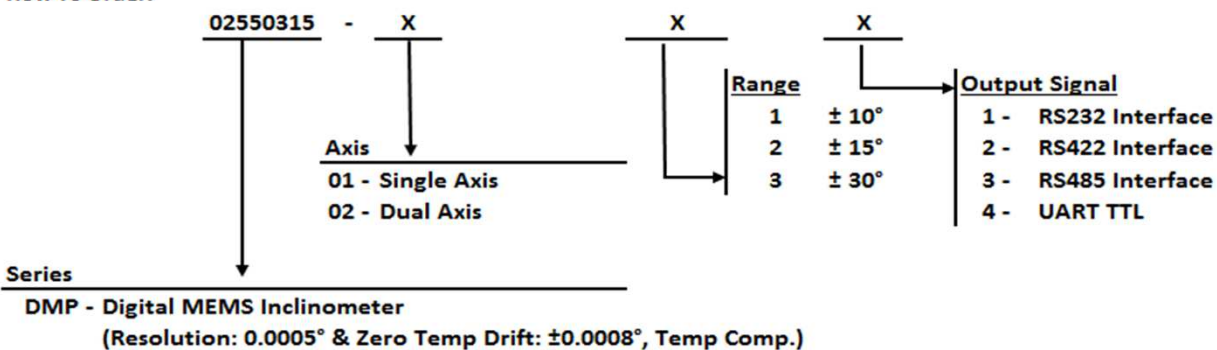 02550315 - X X X
Range
1 ± 10°
2 ± 15°
3 ± 30°
Output Signal
1 - RS232 Interface
2 - RS422 Interface
3 - RS485 Interface
4 - UART TTL
Axis
01 - Single Axis
02 - Dual Axis
Series
DMP - Digital MEMS Inclinometer
(Resolution: 0.0005° & Zero Temp Drift: ±0.0008°, Temp Comp.)